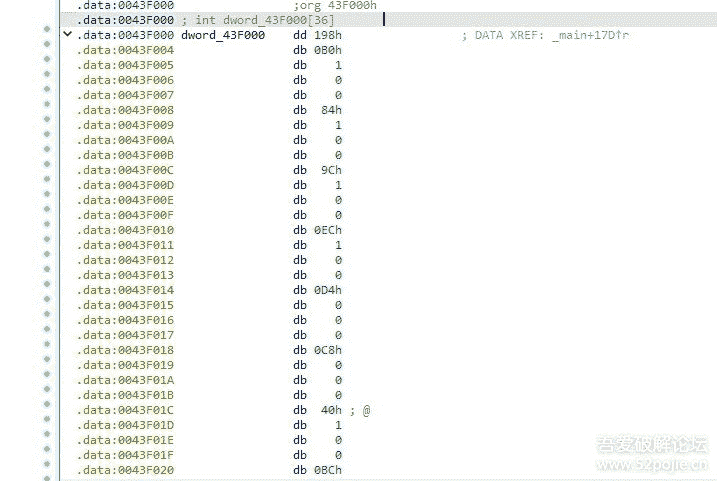 .data:0043F000 ;org 43F000h
.data:0043F000 ; int dword_43F000[36]
.data:0043F000 dword_43F000 dd 198h ; DATA XREF: _main+17D↑r
.data:0043F004 db 0B0h
.data:0043F005 db 1
.data:0043F006 db 0
.data:0043F007 db 0
.data:0043F008 db 84h
.data:0043F009 db 1
.data:0043F00A db 0
.data:0043F00B db 0
.data:0043F00C db 9Ch
.data:0043F00D db 1
.data:0043F00E db 0
.data:0043F00F db 0
.data:0043F010 db 0ECh
.data:0043F011 db 1
.data:0043F012 db 0
.data:0043F013 db 0
.data:0043F014 db 0D4h
.data:0043F015 db 0
.data:0043F016 db 0
.data:0043F017 db 0
.data:0043F018 db 0C8h
.data:0043F019 db 0
.data:0043F01A db 0
.data:0043F01B db 0
.data:0043F01C db 40h ; @
.data:0043F01D db 1
.data:0043F01E db 0
.data:0043F01F db 0
.data:0043F020 db 0BCh
吾爱破解论坛
www.52pojie.cn